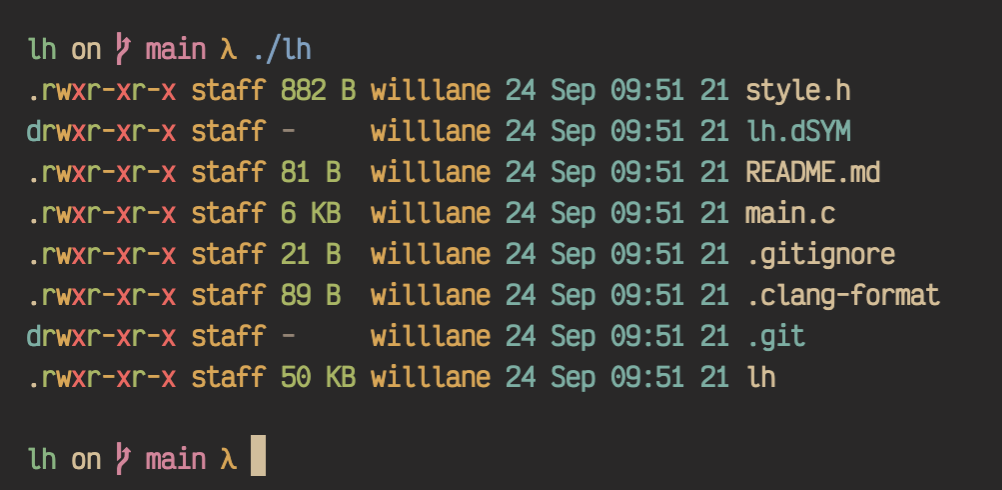 lh on main λ ./lh
.rwxr-xr-x staff 882 B willlane 24 Sep 09:51 21 style.h
drwxr-xr-x staff -     willlane 24 Sep 09:51 21 lh.dSYM
.rwxr-xr-x staff 81 B  willlane 24 Sep 09:51 21 README.md
.rwxr-xr-x staff 6 KB  willlane 24 Sep 09:51 21 main.c
.rwxr-xr-x staff 21 B  willlane 24 Sep 09:51 21 .gitignore
.rwxr-xr-x staff 89 B  willlane 24 Sep 09:51 21 .clang-format
drwxr-xr-x staff -     willlane 24 Sep 09:51 21 .git
.rwxr-xr-x staff 50 KB willlane 24 Sep 09:51 21 lh
lh on main λ